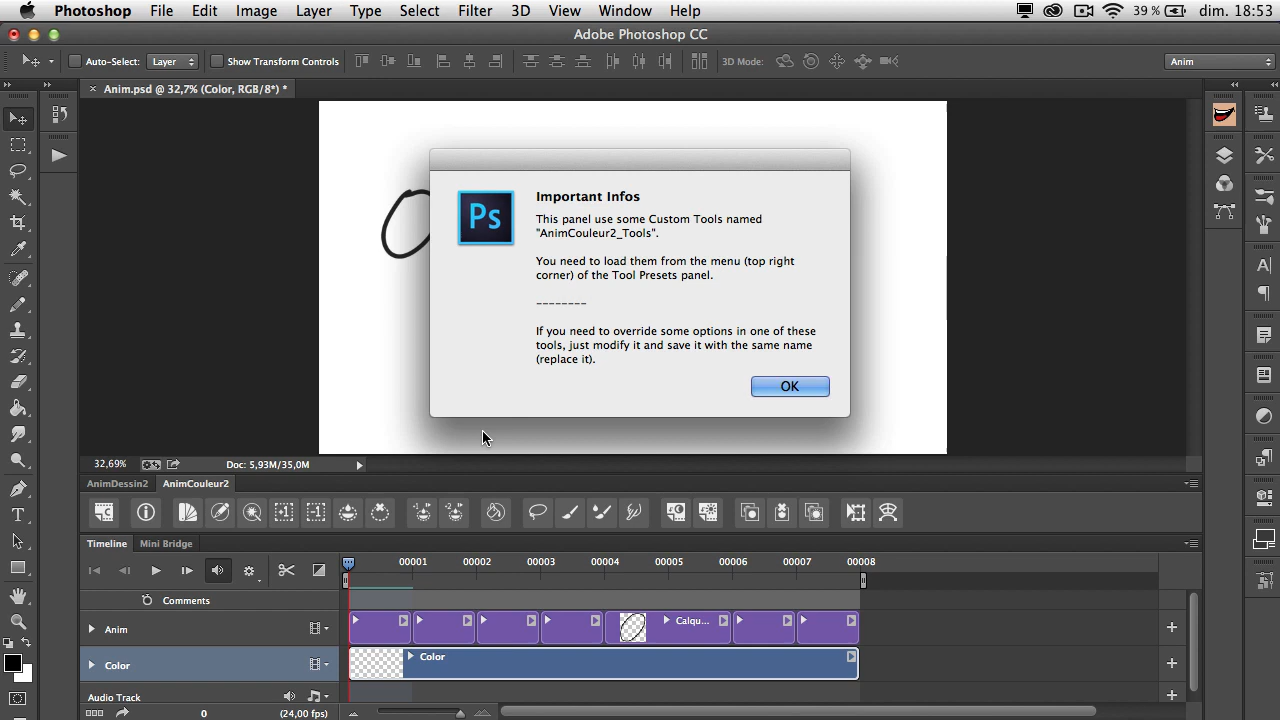 Photoshop File Edit Image Layer Type Select Filter 3D View Window Help 39 % dim. 18:53
Adobe Photoshop CC
Auto-Select: Layer Show Transform Controls 3D Mode: Anim
× Anim.psd @ 32,7% (Color, RGB/8*) *
Important Infos
Ps
This panel use some Custom Tools named
"AnimCouleur2_Tools".
You need to load them from the menu (top right
corner) of the Tool Presets panel.
--------
If you need to override some options in one of these
tools, just modify it and save it with the same name
(replace it).
OK
32,69% Doc: 5,93M/35,0M
AnimDessin2 AnimCouleur2
Timeline Mini Bridge
00001 00002 00003 00004 00005 00006 00007 00008
Comments
Anim Calqu...
Color Color
Audio Track
0 (24,00 fps)